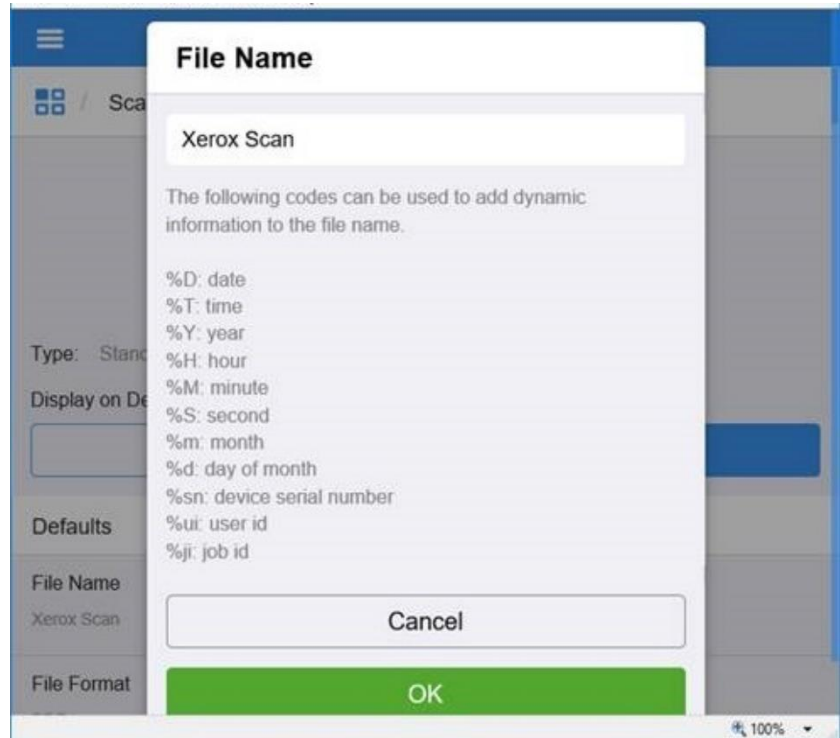 File Name
/ Sca
Xerox Scan
The following codes can be used to add dynamic
information to the file name.
%D: date
%T: time
%Y: year
%H: hour
%M: minute
%S: second
%m: month
%d: day of month
%sn: device serial number
%ui: user id
%ji: job id
Type: Stand
Display on De
Defaults
File Name
Xerox Scan
Cancel
File Format
OK
100%